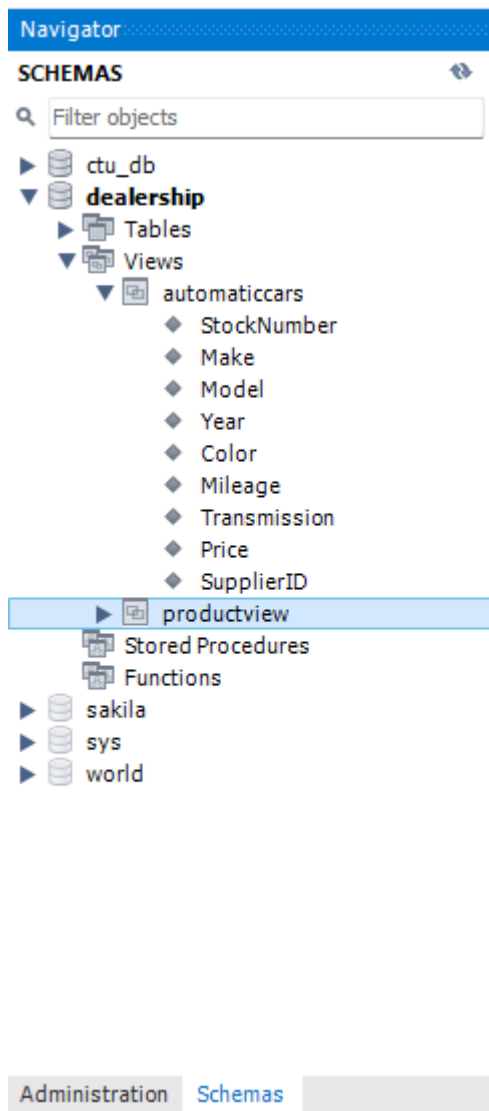 Navigator
SCHEMAS
Filter objects
ctu_db
dealership
Tables
Views
automaticcars
StockNumber
Make
Model
Year
Color
Mileage
Transmission
Price
SupplierID
productview
Stored Procedures
Functions
sakila
sys
world
Administration Schemas